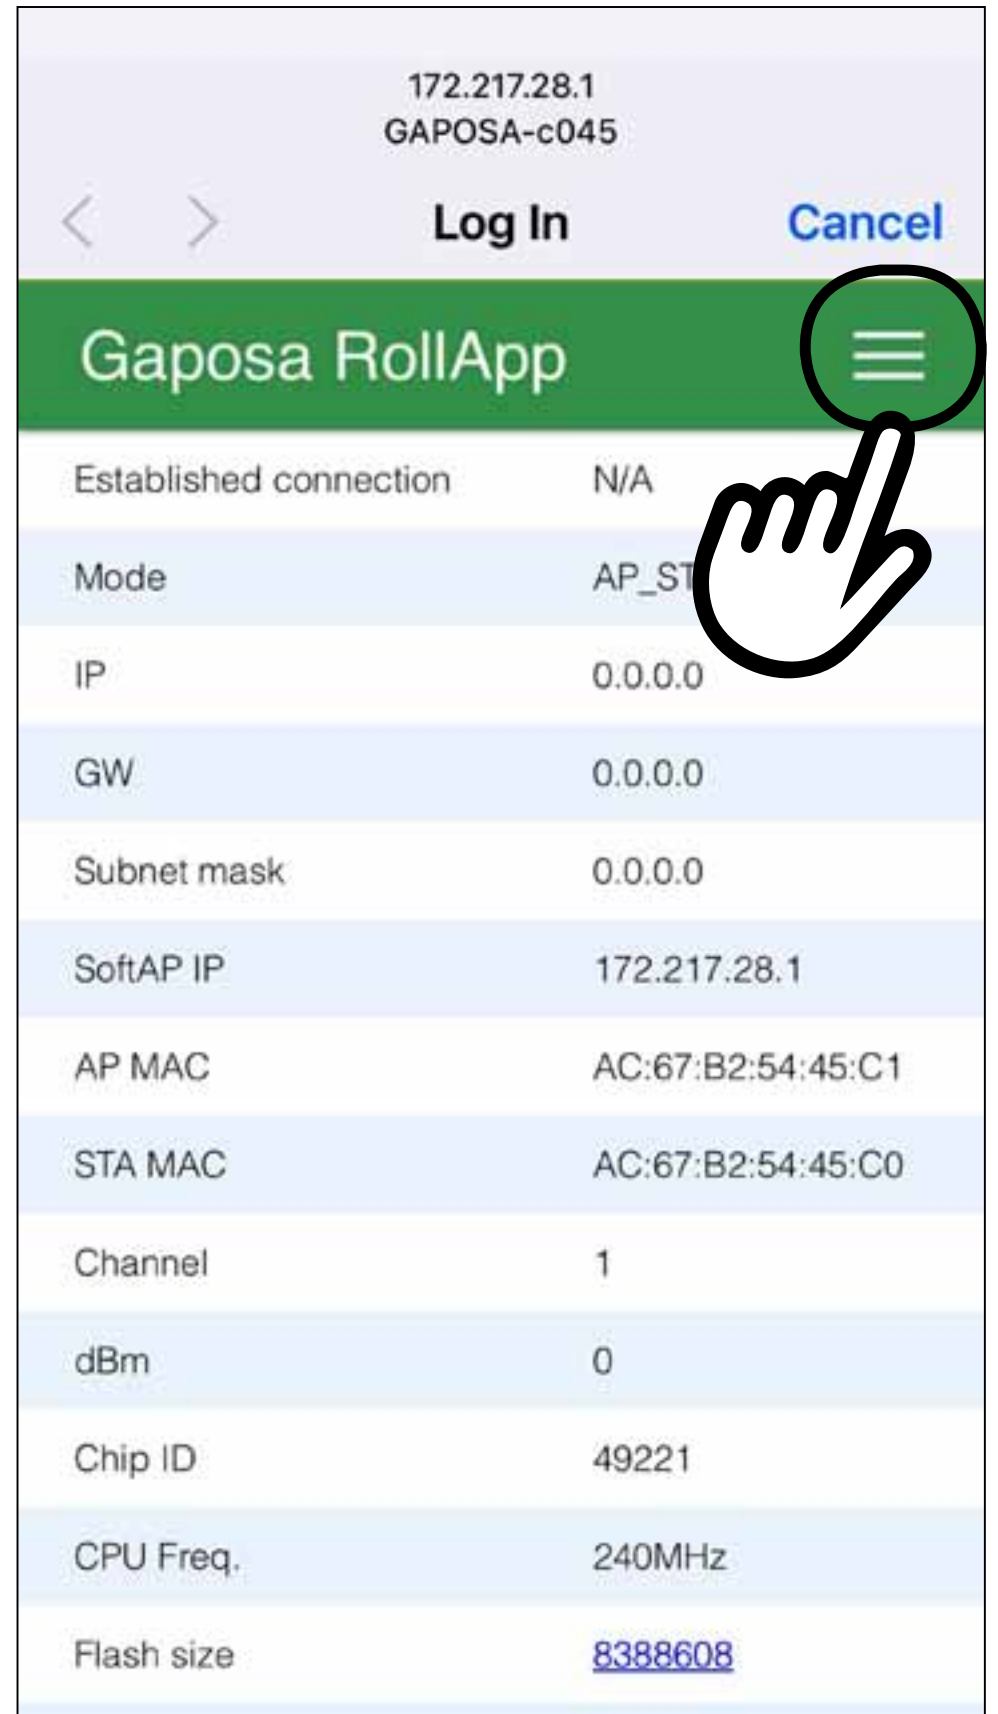 172.217.28.1
GAPOSA-c045
Log In Cancel
Gaposa RollApp
Established connection N/A
Mode AP_ST
IP 0.0.0.0
GW 0.0.0.0
Subnet mask 0.0.0.0
SoftAP IP 172.217.28.1
AP MAC AC:67:B2:54:45:C1
STA MAC AC:67:B2:54:45:C0
Channel 1
dBm 0
Chip ID 49221
CPU Freq. 240MHz
Flash size 8388608